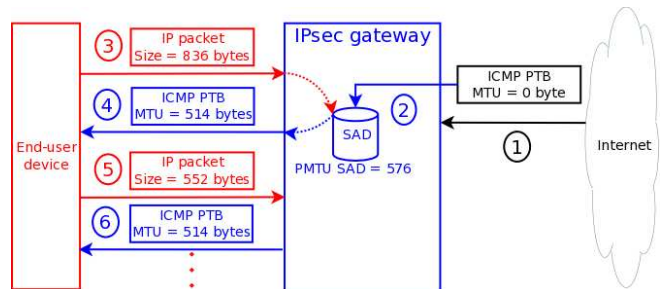 3
IP packet
Size = 836 bytes
IPsec gateway
4
ICMP PTB
MTU = 514 bytes
2
ICMP PTB
MTU = 0 byte
SAD
1
Internet
End-user
device
5
IP packet
Size = 552 bytes
PMTU SAD = 576
6
ICMP PTB
MTU = 514 bytes